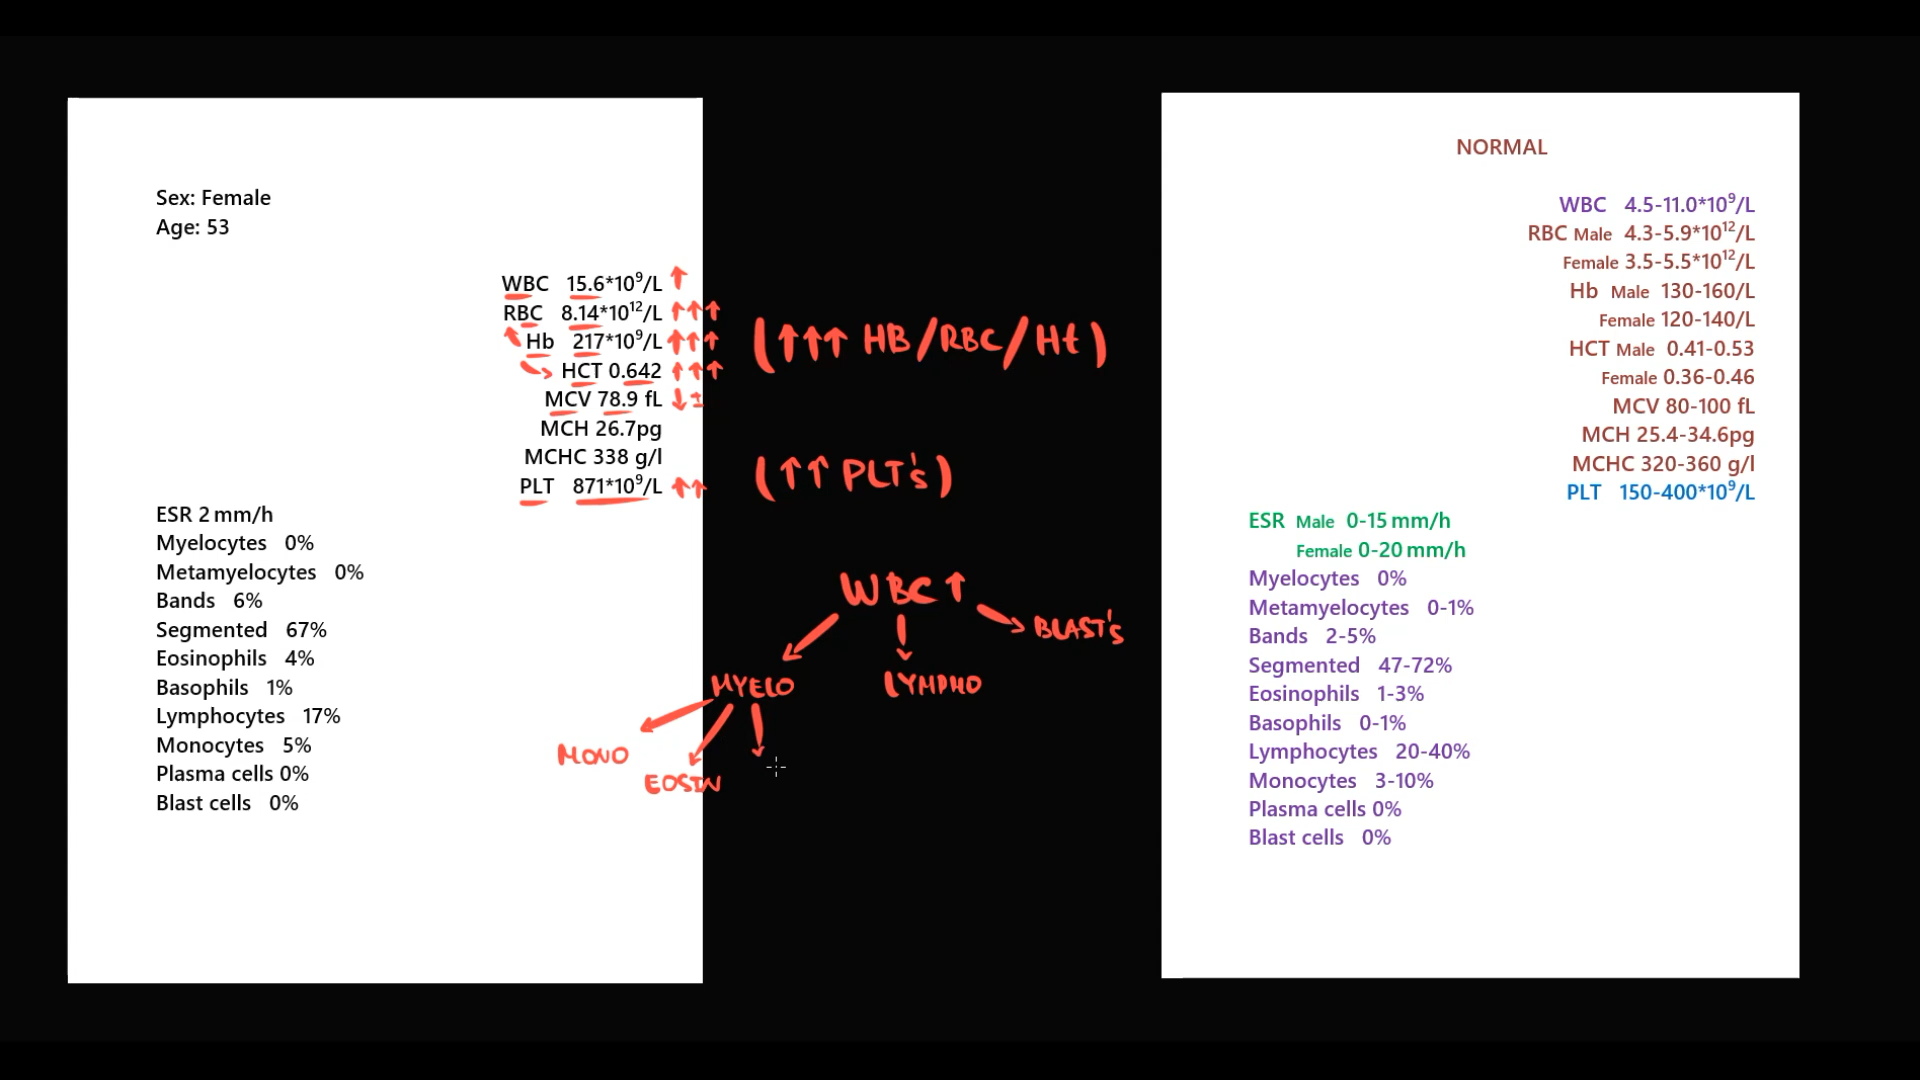 Sex: Female
Age: 53
WBC 15.6*10⁹/L ↑
RBC 8.14*10¹²/L ↑↑↑
Hb 217*10⁹/L ↑↑↑
HCT 0.642 ↑↑↑
MCV 78.9 fL ↓±
MCH 26.7pg
MCHC 338 g/l
PLT 871*10⁹/L ↑↑
ESR 2 mm/h
Myelocytes 0%
Metamyelocytes 0%
Bands 6%
Segmented 67%
Eosinophils 4%
Basophils 1%
Lymphocytes 17%
Monocytes 5%
Plasma cells 0%
Blast cells 0%
(↑↑↑ HB/RBC/Ht)
(↑↑ PLT's)
WBC ↑
BLAST'S
MYELO
LYMPHO
MONO
EOSIN
NORMAL
WBC 4.5-11.0*10⁹/L
RBC Male 4.3-5.9*10¹²/L
Female 3.5-5.5*10¹²/L
Hb Male 130-160/L
Female 120-140/L
HCT Male 0.41-0.53
Female 0.36-0.46
MCV 80-100 fL
MCH 25.4-34.6pg
MCHC 320-360 g/l
PLT 150-400*10⁹/L
ESR Male 0-15 mm/h
Female 0-20 mm/h
Myelocytes 0%
Metamyelocytes 0-1%
Bands 2-5%
Segmented 47-72%
Eosinophils 1-3%
Basophils 0-1%
Lymphocytes 20-40%
Monocytes 3-10%
Plasma cells 0%
Blast cells 0%